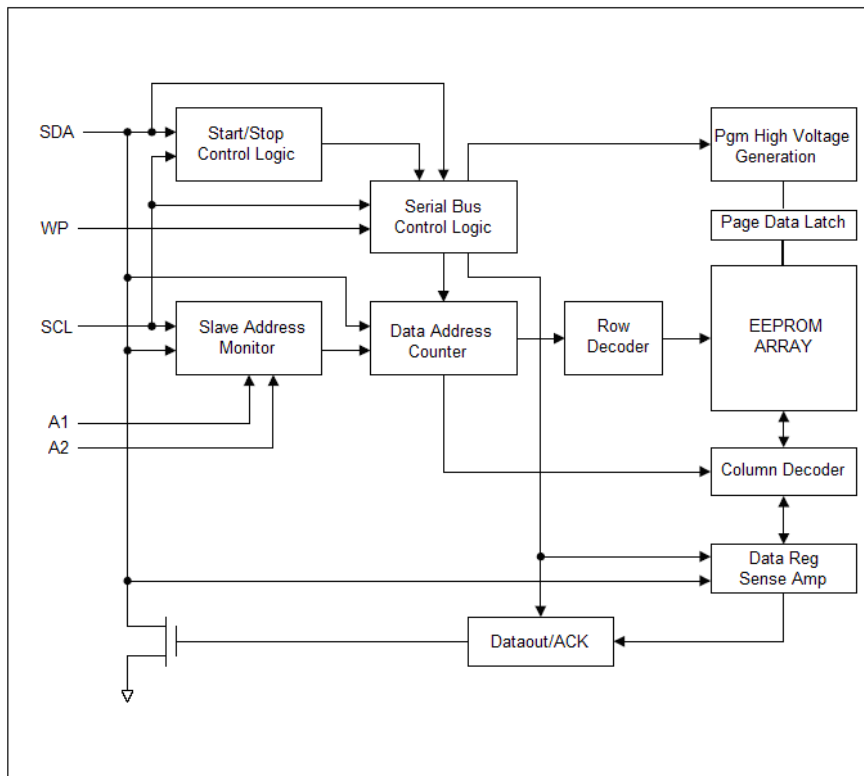 SDA
Start/Stop
Control Logic
Pgm High Voltage
Generation
Serial Bus
Control Logic
Page Data Latch
WP
SCL
Slave Address
Monitor
Data Address
Counter
Row
Decoder
EEPROM
ARRAY
A1
A2
Column Decoder
Data Reg
Sense Amp
Dataout/ACK